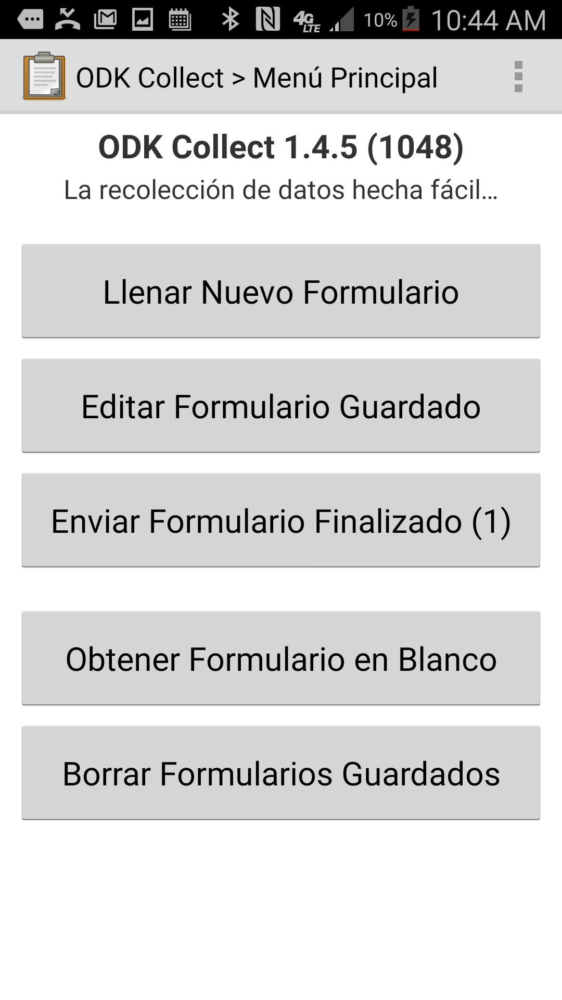 4G LTE 10% 10:44 AM
ODK Collect > Menú Principal
ODK Collect 1.4.5 (1048)
La recolección de datos hecha fácil...
Llenar Nuevo Formulario
Editar Formulario Guardado
Enviar Formulario Finalizado (1)
Obtener Formulario en Blanco
Borrar Formularios Guardados